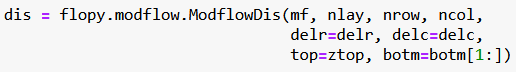 dis = flopy.modflow.ModflowDis(mf, nlay, nrow, ncol,
delr=delr, delc=delc,
top=ztop, botm=botm[1:])